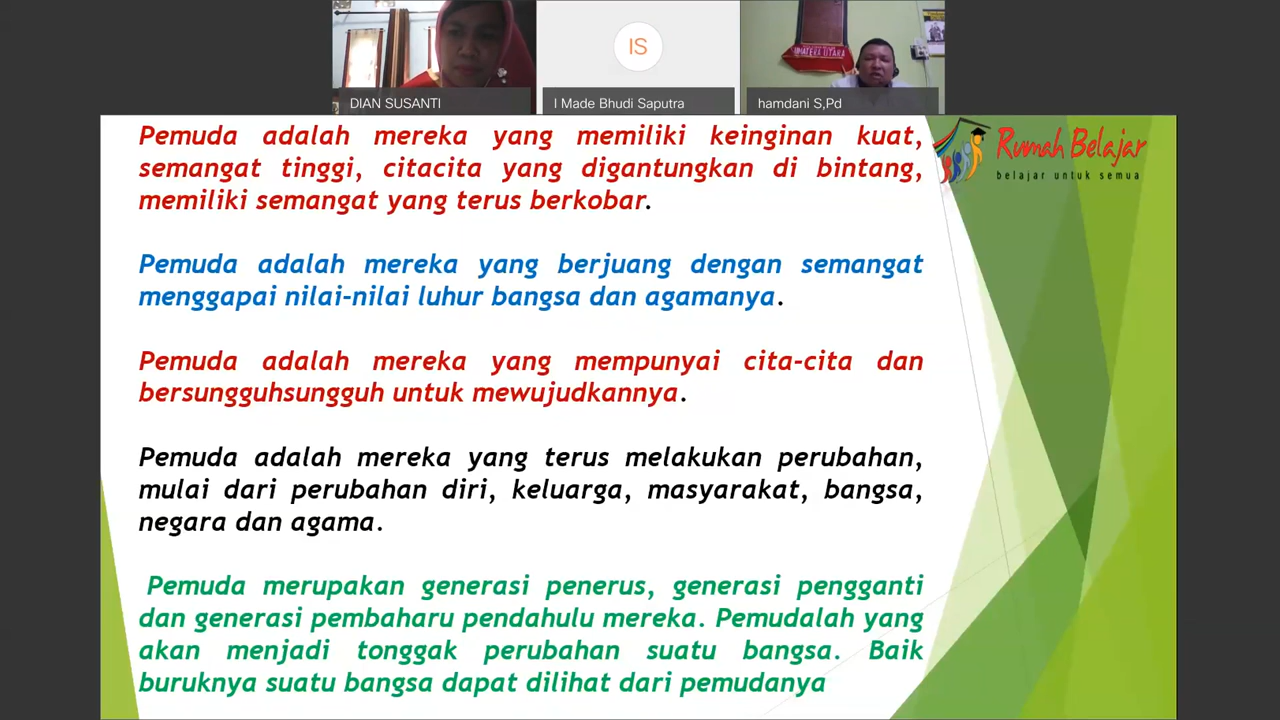 UMATERA UTARA
IS
DIAN SUSANTI
I Made Bhudi Saputra
hamdani S,Pd
Pemuda adalah mereka yang memiliki keinginan kuat,
semangat tinggi, citacita yang digantungkan di bintang,
memiliki semangat yang terus berkobar.
Pemuda adalah mereka yang berjuang dengan semangat
menggapai nilai-nilai luhur bangsa dan agamanya.
Pemuda adalah mereka yang mempunyai cita-cita dan
bersungguhsungguh untuk mewujudkannya.
Pemuda adalah mereka yang terus melakukan perubahan,
mulai dari perubahan diri, keluarga, masyarakat, bangsa,
negara dan agama.
Pemuda merupakan generasi penerus, generasi pengganti
dan generasi pembaharu pendahulu mereka. Pemudalah yang
akan menjadi tonggak perubahan suatu bangsa. Baik
buruknya suatu bangsa dapat dilihat dari pemudanya
Rumah Belajar
belajar untuk semua